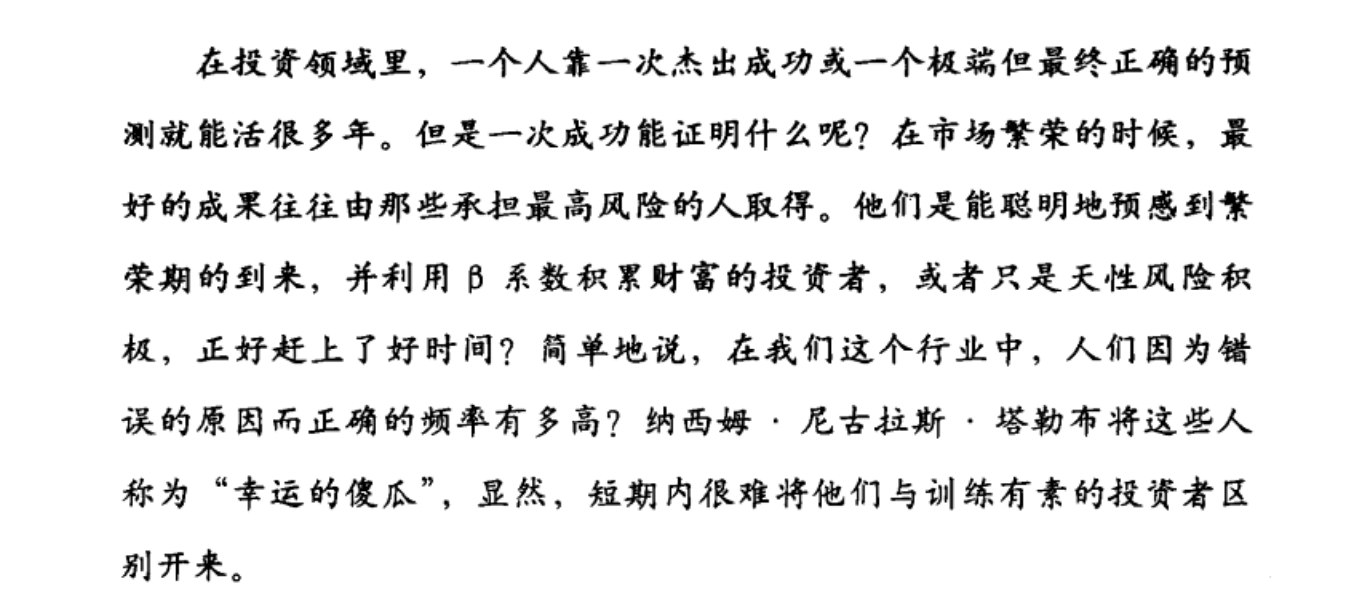 在投资领域里，一个人靠一次杰出成功或一个极端但最终正确的预
测就能活很多年。但是一次成功能证明什么呢？在市场繁荣的时候，最
好的成果往往由那些承担最高风险的人取得。他们是能聪明地预感到繁
荣期的到来，并利用 β 系数积累财富的投资者，或者只是天性风险积
极，正好赶上了好时间？简单地说，在我们这个行业中，人们因为错
误的原因而正确的频率有多高？纳西姆·尼古拉斯·塔勒布将这些人
称为“幸运的傻瓜”，显然，短期内很难将他们与训练有素的投资者区
别开来。